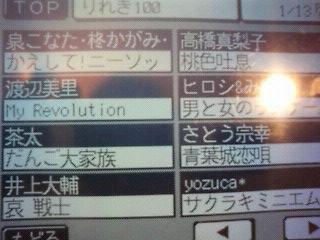 TOP
りれき100
1/13
泉こなた・柊かがみ・
かえして!ニーソッ
高橋真梨子
桃色吐息
渡辺美里
My Revolution
ヒロシ&み
男と女の
茶太
だんご大家族
さとう宗幸
青葉城恋唄
井上大輔
哀 戦士
yozuca*
サクラキミニエム
もどる